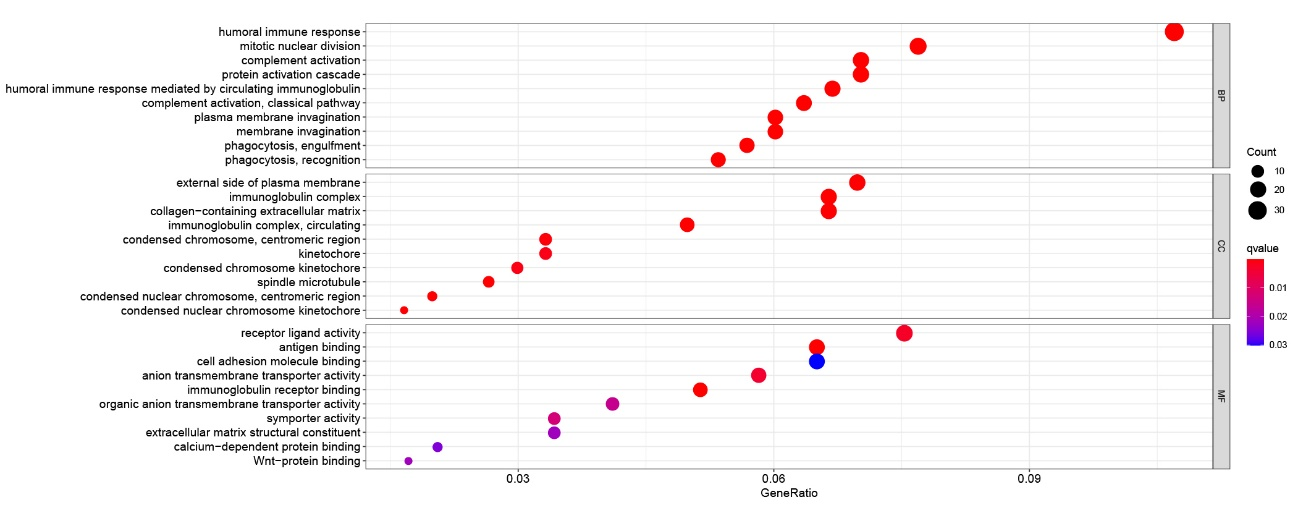 humoral immune response
mitotic nuclear division
complement activation
protein activation cascade
humoral immune response mediated by circulating immunoglobulin
complement activation, classical pathway
plasma membrane invagination
membrane invagination
phagocytosis, engulfment
phagocytosis, recognition
BP
external side of plasma membrane
immunoglobulin complex
collagen−containing extracellular matrix
immunoglobulin complex, circulating
condensed chromosome, centromeric region
kinetochore
condensed chromosome kinetochore
spindle microtubule
condensed nuclear chromosome, centromeric region
condensed nuclear chromosome kinetochore
CC
receptor ligand activity
antigen binding
cell adhesion molecule binding
anion transmembrane transporter activity
immunoglobulin receptor binding
organic anion transmembrane transporter activity
symporter activity
extracellular matrix structural constituent
calcium−dependent protein binding
Wnt−protein binding
MF
0.03 0.06 0.09
GeneRatio
Count
10
20
30
qvalue
0.01
0.02
0.03